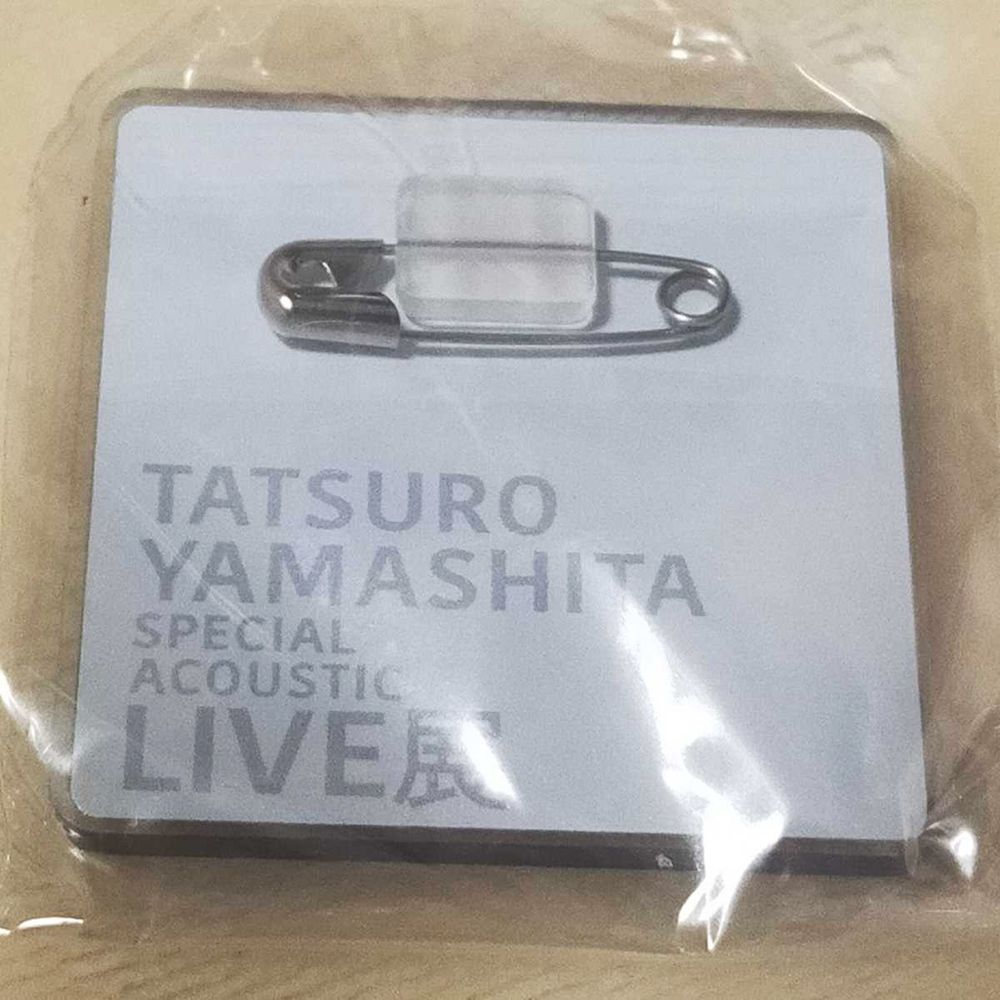 TATSURO
YAMASHITA
SPECIAL
ACOUSTIC
LIVE展